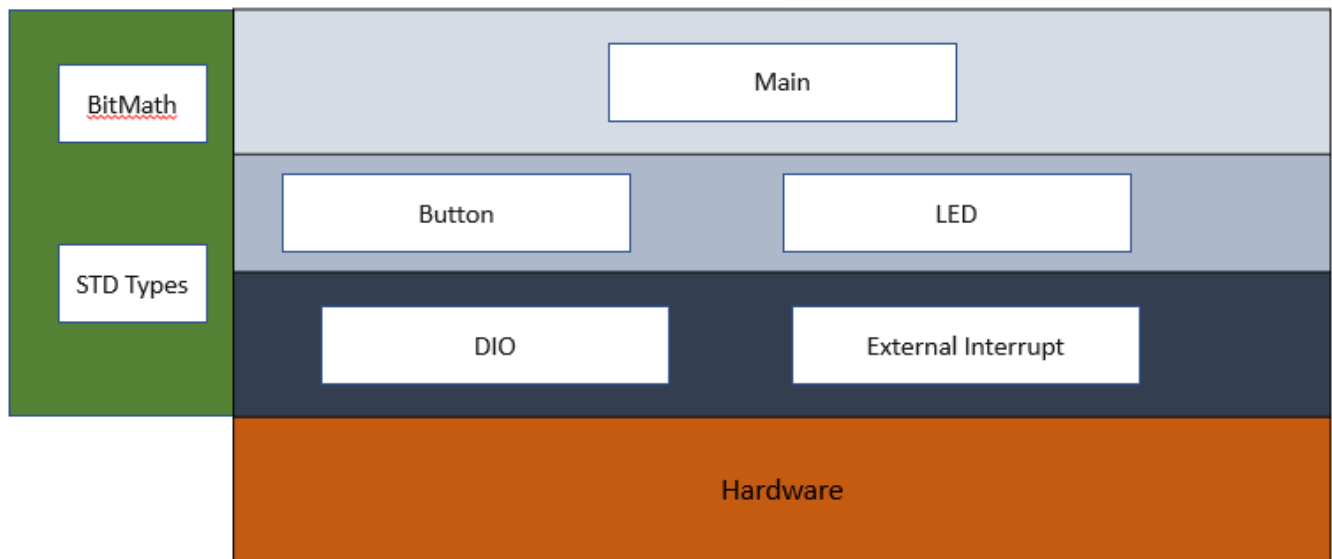 BitMath
Main
Button
LED
STD Types
DIO
External Interrupt
Hardware